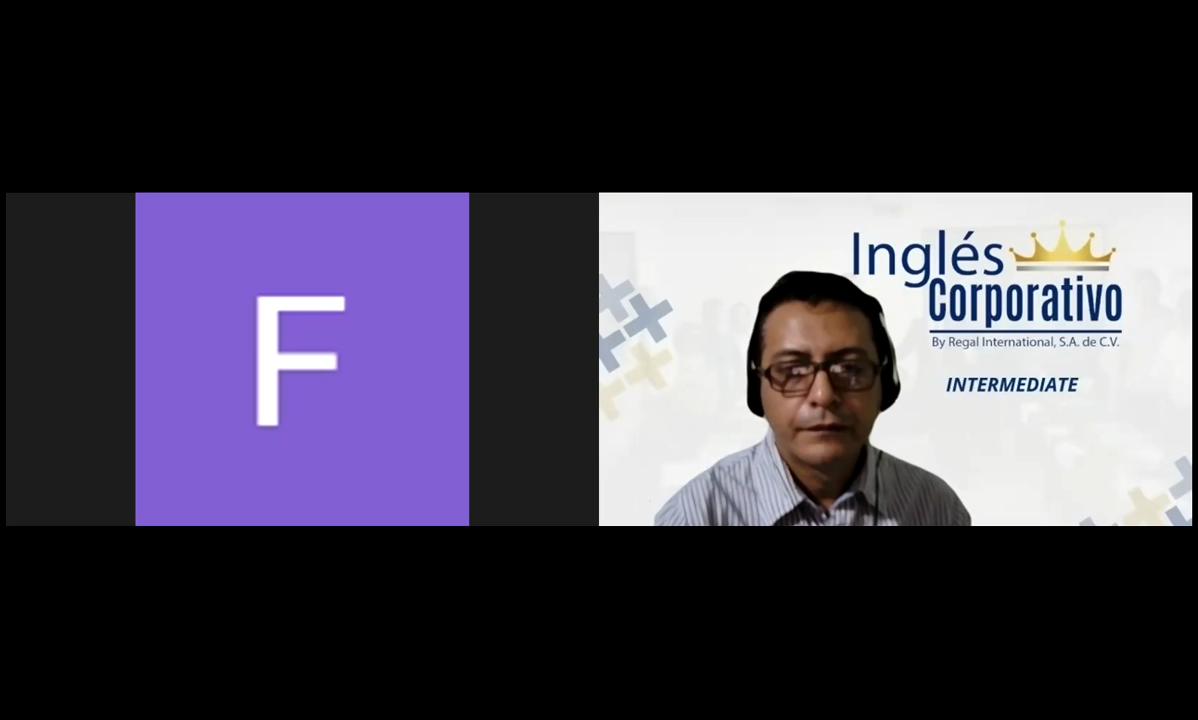 F
Inglés
Corporativo
By Regal International, S.A. de C.V.
INTERMEDIATE